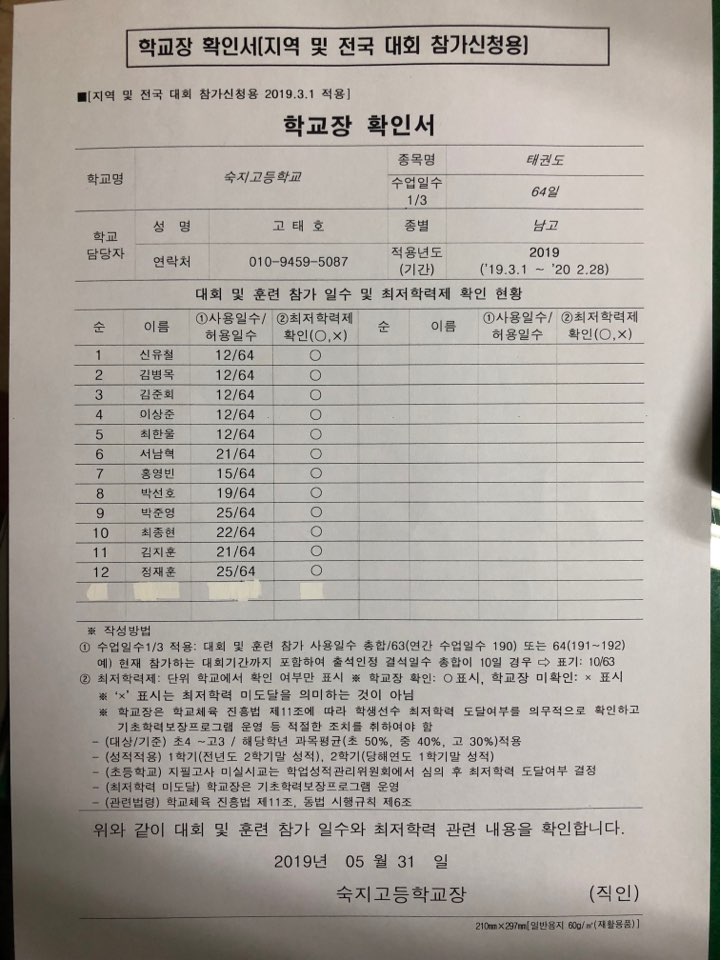 학교장 확인서[지역 및 전국 대회 참가신청용]
■[지역 및 전국 대회 참가신청용 2019.3.1 적용]
학교장 확인서
학교명 숙지고등학교 종목명 태권도
수업일수 1/3 64일
학교 담당자 성 명 고태호 종별 남고
연락처 010-9459-5087 적용년도 (기간) 2019 ('19.3.1 ~ '20 2.28)
대회 및 훈련 참가 일수 및 최저학력제 확인 현황
순 이름 ①사용일수/허용일수 ②최저학력제 확인(○,×) 순 이름 ①사용일수/허용일수 ②최저학력제 확인(○,×)
1 신유철 12/64 ○
2 김병목 12/64 ○
3 김준회 12/64 ○
4 이상준 12/64 ○
5 최한울 12/64 ○
6 서남혁 21/64 ○
7 홍영빈 15/64 ○
8 박선호 19/64 ○
9 박준영 25/64 ○
10 최종현 22/64 ○
11 김지훈 21/64 ○
12 정재훈 25/64 ○
※ 작성방법
① 수업일수1/3 적용: 대회 및 훈련 참가 사용일수 총합/63(연간 수업일수 190) 또는 64(191~192)
예) 현재 참가하는 대회기간까지 포함하여 출석인정 결석일수 총합이 10일 경우 ⇨ 표기: 10/63
② 최저학력제: 단위 학교에서 확인 여부만 표시 ※ 학교장 확인: ○표시, 학교장 미확인: × 표시
※ '×' 표시는 최저학력 미도달을 의미하는 것이 아님
※ 학교장은 학교체육 진흥법 제11조에 따라 학생선수 최저학력 도달여부를 의무적으로 확인하고
기초학력보장프로그램 운영 등 적절한 조치를 취하여야 함
- (대상/기준) 초4 ~고3 / 해당학년 과목평균(초 50%, 중 40%, 고 30%)적용
- (성적적용) 1학기(전년도 2학기말 성적), 2학기(당해연도 1학기말 성적)
- (초등학교) 지필고사 미실시교는 학업성적관리위원회에서 심의 후 최저학력 도달여부 결정
- (최저학력 미도달) 학교장은 기초학력보장프로그램 운영
- (관련법령) 학교체육 진흥법 제11조, 동법 시행규칙 제6조
위와 같이 대회 및 훈련 참가 일수와 최저학력 관련 내용을 확인합니다.
2019년 05 월 31 일
숙지고등학교장 (직인)
210mm×297mm[일반용지 60g/㎡(재활용품)]